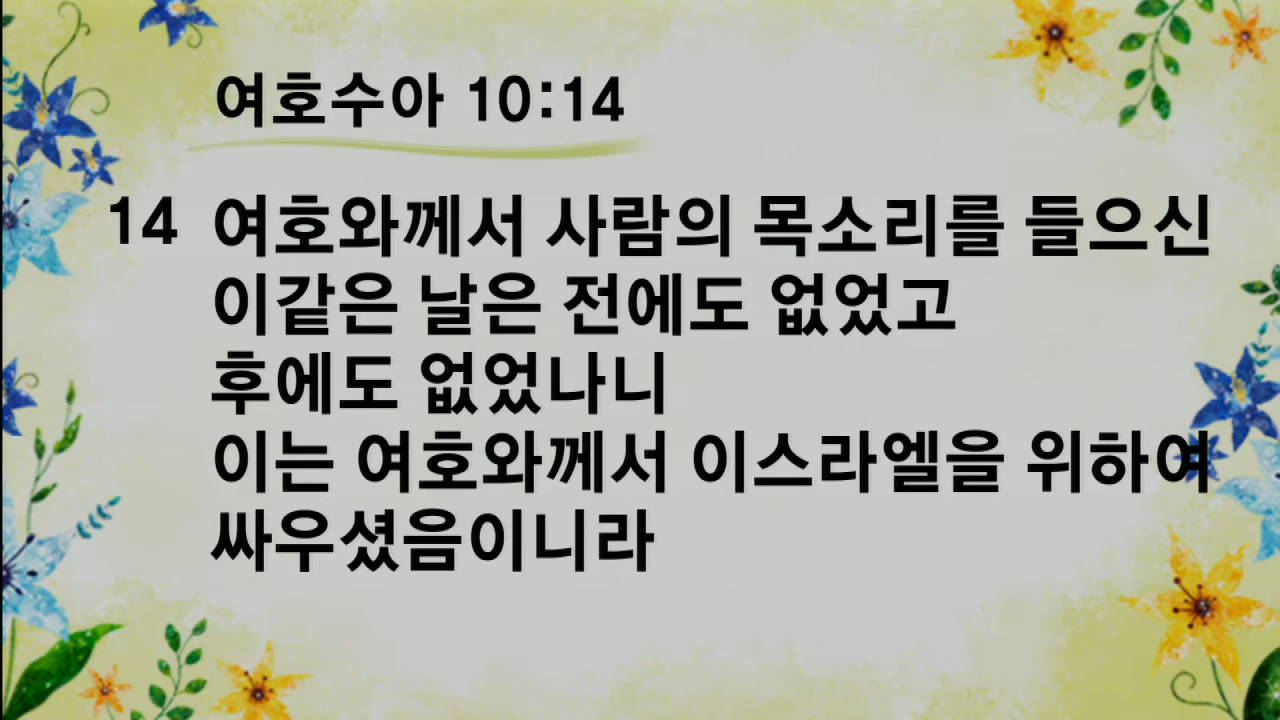 여호수아 10:14
14 여호와께서 사람의 목소리를 들으신
이같은 날은 전에도 없었고
후에도 없었나니
이는 여호와께서 이스라엘을 위하여
싸우셨음이니라